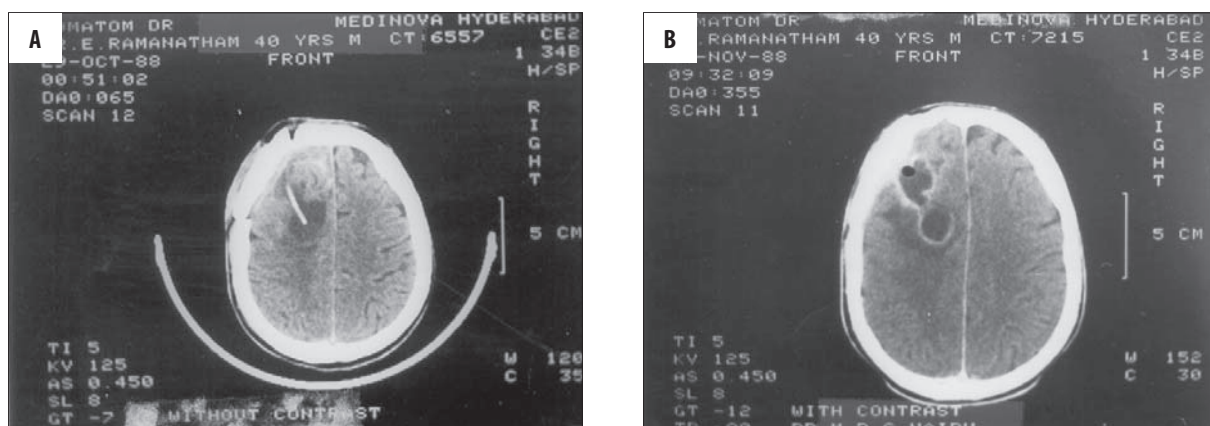 A
MATOM DR MEDINOVA HYDERABAD
.E.RAMANATHAM 40 YRS M CT:6557
-OCT-88 FRONT CE2
00:51:02 1 34B
DA0:065 H/SP
SCAN 12
RIGHT
5 CM
TI 5
KV 125 W 120
AS 0.450 C 35
SL 8
GT -7 WITHOUT CONTRAST
B
MATOM DR MEDINOVA HYDERABAD
.RAMANATHAM 40 YRS M CT:7215
-NOV-88 FRONT CE2
09:32:09 1 34B
DA0:355 H/SP
SCAN 11
RIGHT
5 CM
TI 5
KV 125 W 152
AS 0.450 C 30
SL 8
GT -12 WITH CONTRAST